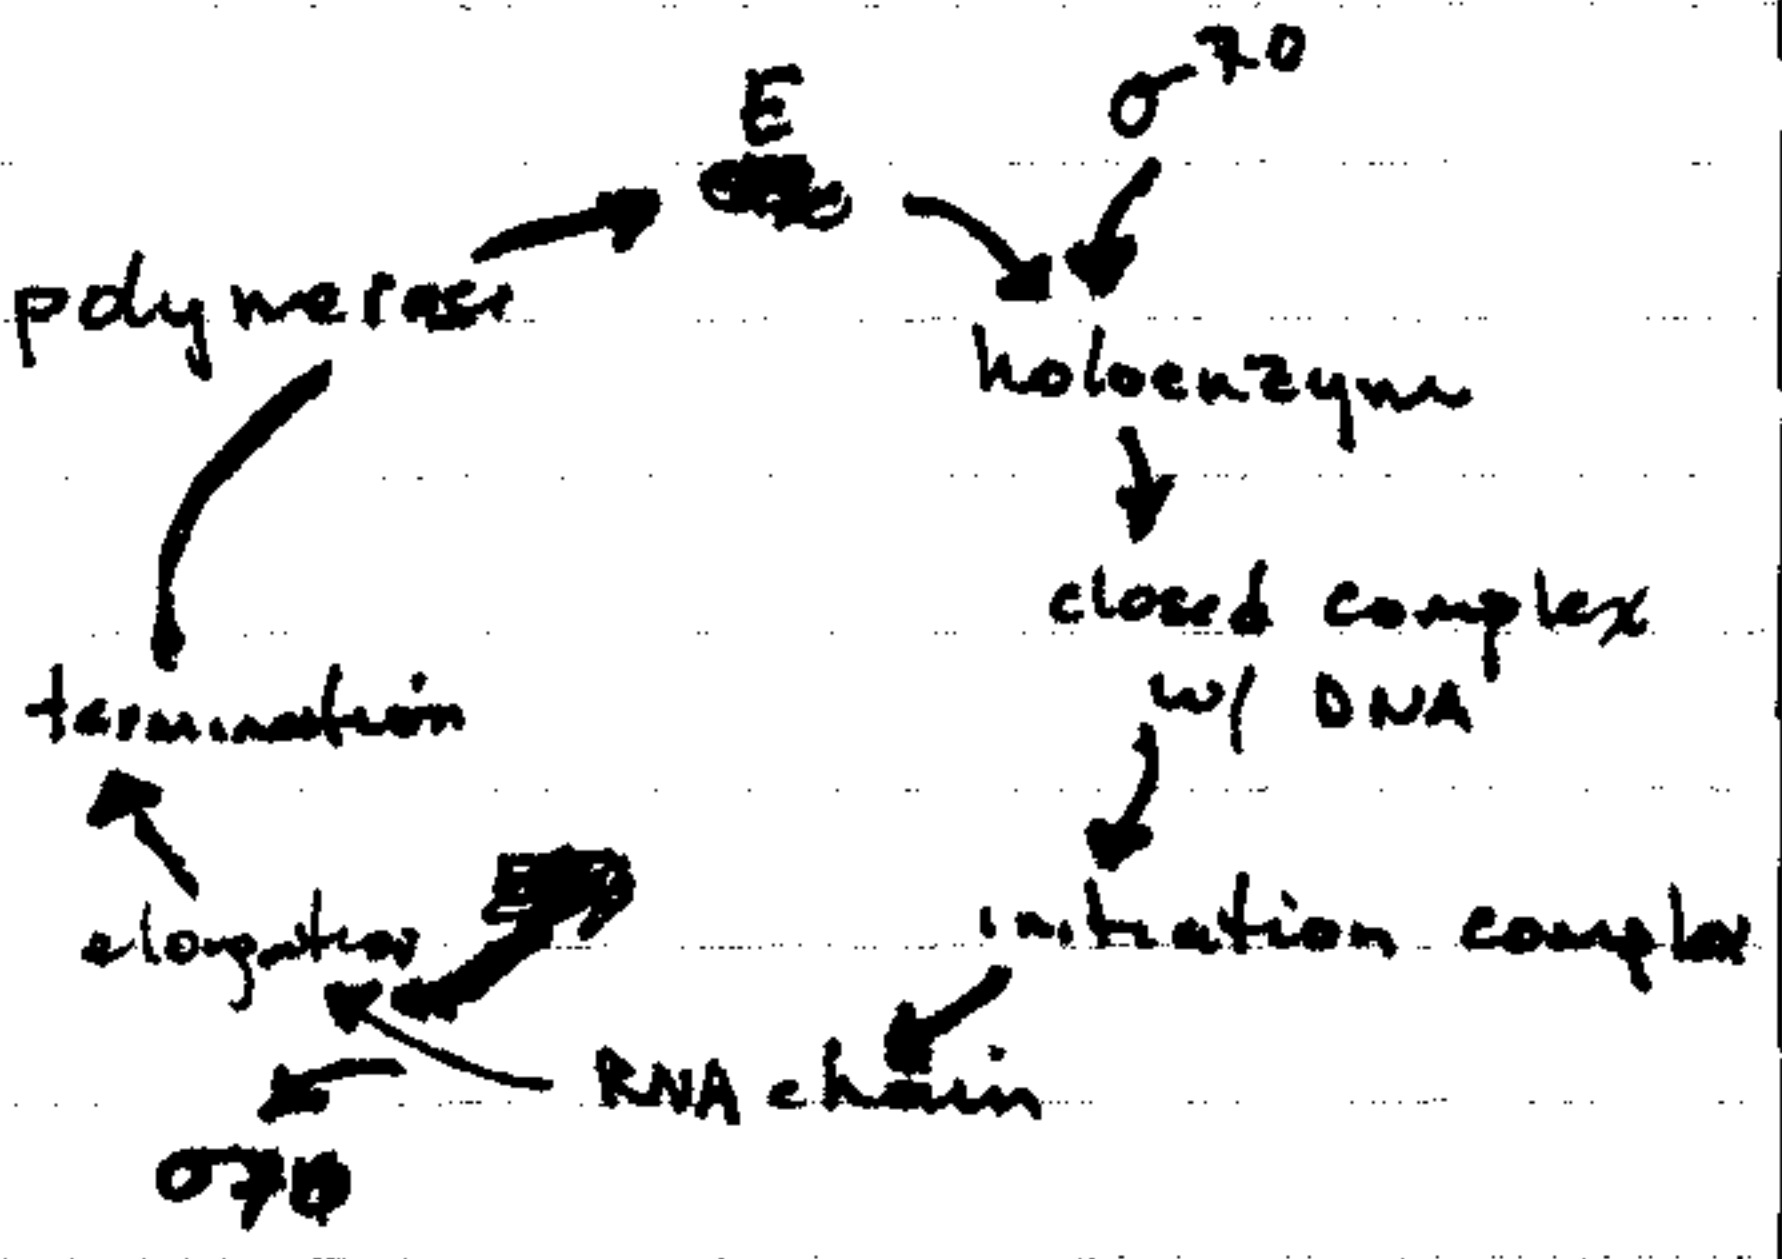 E
σ70
polymerase
holoenzyme
closed complex
w/ DNA
termination
initiation complex
elongation
RNA chain
σ70